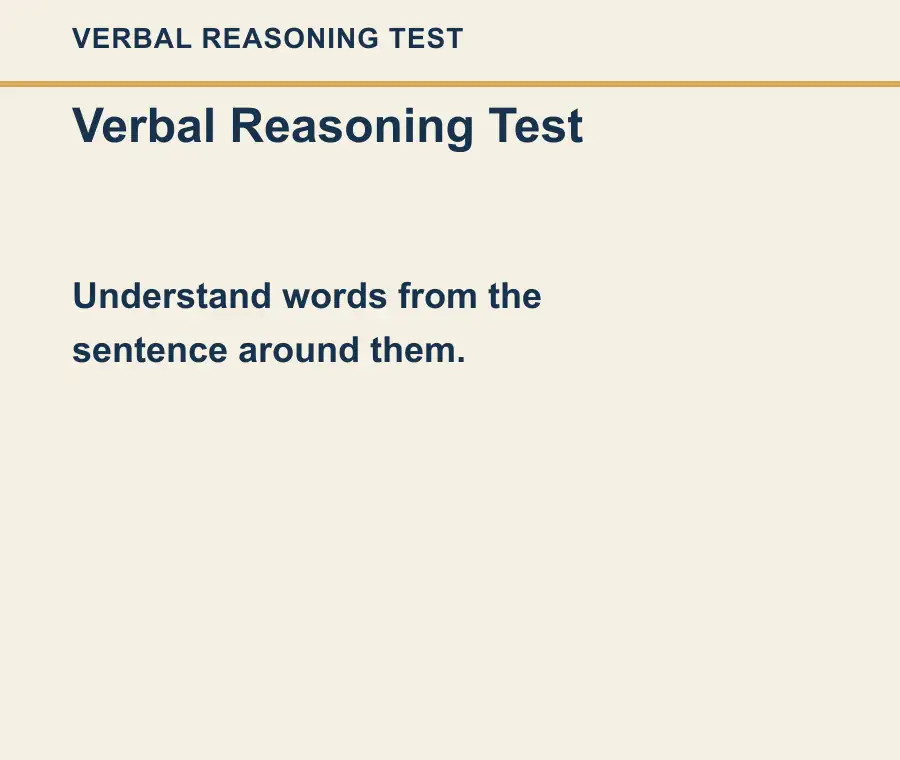 VERBAL REASONING TEST
Verbal Reasoning Test
Understand words from the
sentence around them.